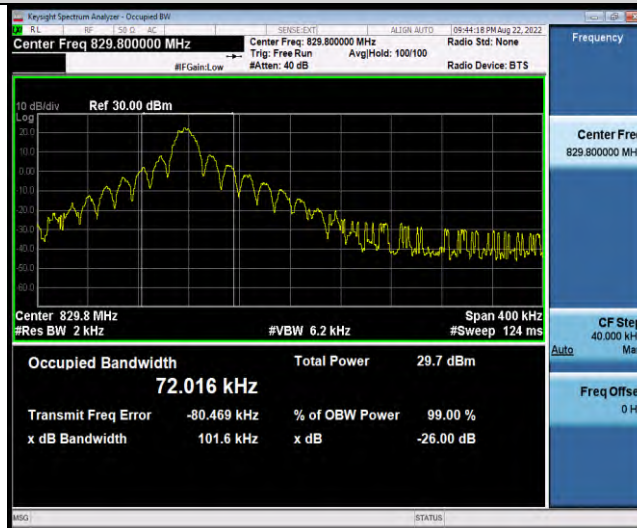 Keysight Spectrum Analyzer - Occupied BW
RL RF 50 Ω AC SENSE:EXT ALIGN AUTO 09:44:18 PM Aug 22, 2022
Center Freq 829.800000 MHz
Center Freq: 829.800000 MHz
Radio Std: None
Trig: Free Run Avg|Hold: 100/100
#IFGain:Low
#Atten: 40 dB
Radio Device: BTS
10 dB/div Ref 30.00 dBm
Log
20.0
10.0
0.00
-10.0
-20.0
-30.0
-40.0
-50.0
-60.0
Center 829.8 MHz Span 400 kHz
#Res BW 2 kHz #VBW 6.2 kHz #Sweep 124 ms
Occupied Bandwidth Total Power 29.7 dBm
72.016 kHz
Transmit Freq Error -80.469 kHz % of OBW Power 99.00 %
x dB Bandwidth 101.6 kHz x dB -26.00 dB
MSG STATUS
Frequency
Center Fre
829.800000 MH
CF Ste
40.000 kH
Auto Ma
Freq Offse
0 H